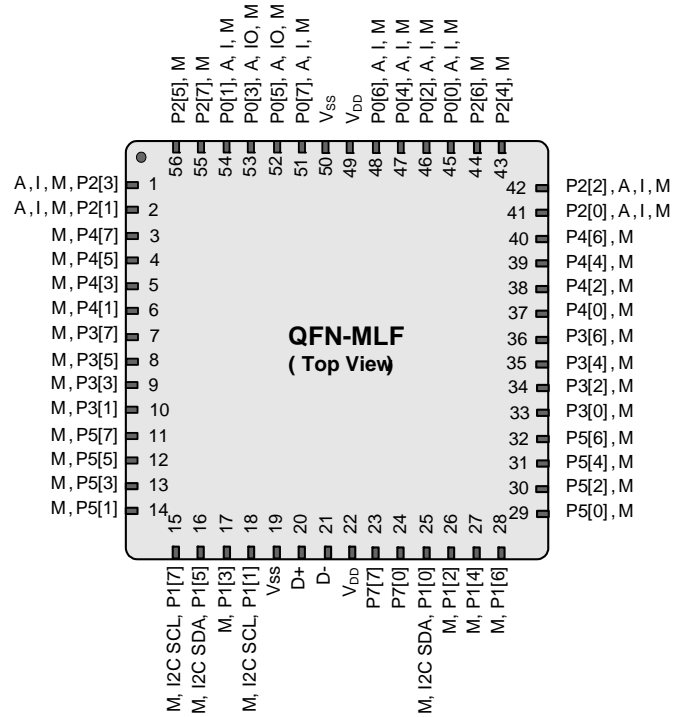 P2[5], M
P2[7], M
P0[1], A, I, M
P0[3], A, IO, M
P0[5], A, IO, M
P0[7], A, I, M
VSS
VDD
P0[6], A, I, M
P0[4], A, I, M
P0[2], A, I, M
P0[0], A, I, M
P2[6], M
P2[4], M
56
55
54
53
52
51
50
49
48
47
46
45
44
43
A, I, M, P2[3] 1
A, I, M, P2[1] 2
M, P4[7] 3
M, P4[5] 4
M, P4[3] 5
M, P4[1] 6
M, P3[7] 7
M, P3[5] 8
M, P3[3] 9
M, P3[1] 10
M, P5[7] 11
M, P5[5] 12
M, P5[3] 13
M, P5[1] 14
QFN-MLF
( Top View)
42 P2[2], A, I, M
41 P2[0], A, I, M
40 P4[6], M
39 P4[4], M
38 P4[2], M
37 P4[0], M
36 P3[6], M
35 P3[4], M
34 P3[2], M
33 P3[0], M
32 P5[6], M
31 P5[4], M
30 P5[2], M
29 P5[0], M
15
16
17
18
19
20
21
22
23
24
25
26
27
28
M, I2C SCL, P1[7]
M, I2C SDA, P1[5]
M, P1[3]
M, I2C SCL, P1[1]
Vss
D+
D-
VDD
P7[7]
P7[0]
M, I2C SDA, P1[0]
M, P1[2]
M, P1[4]
M, P1[6]